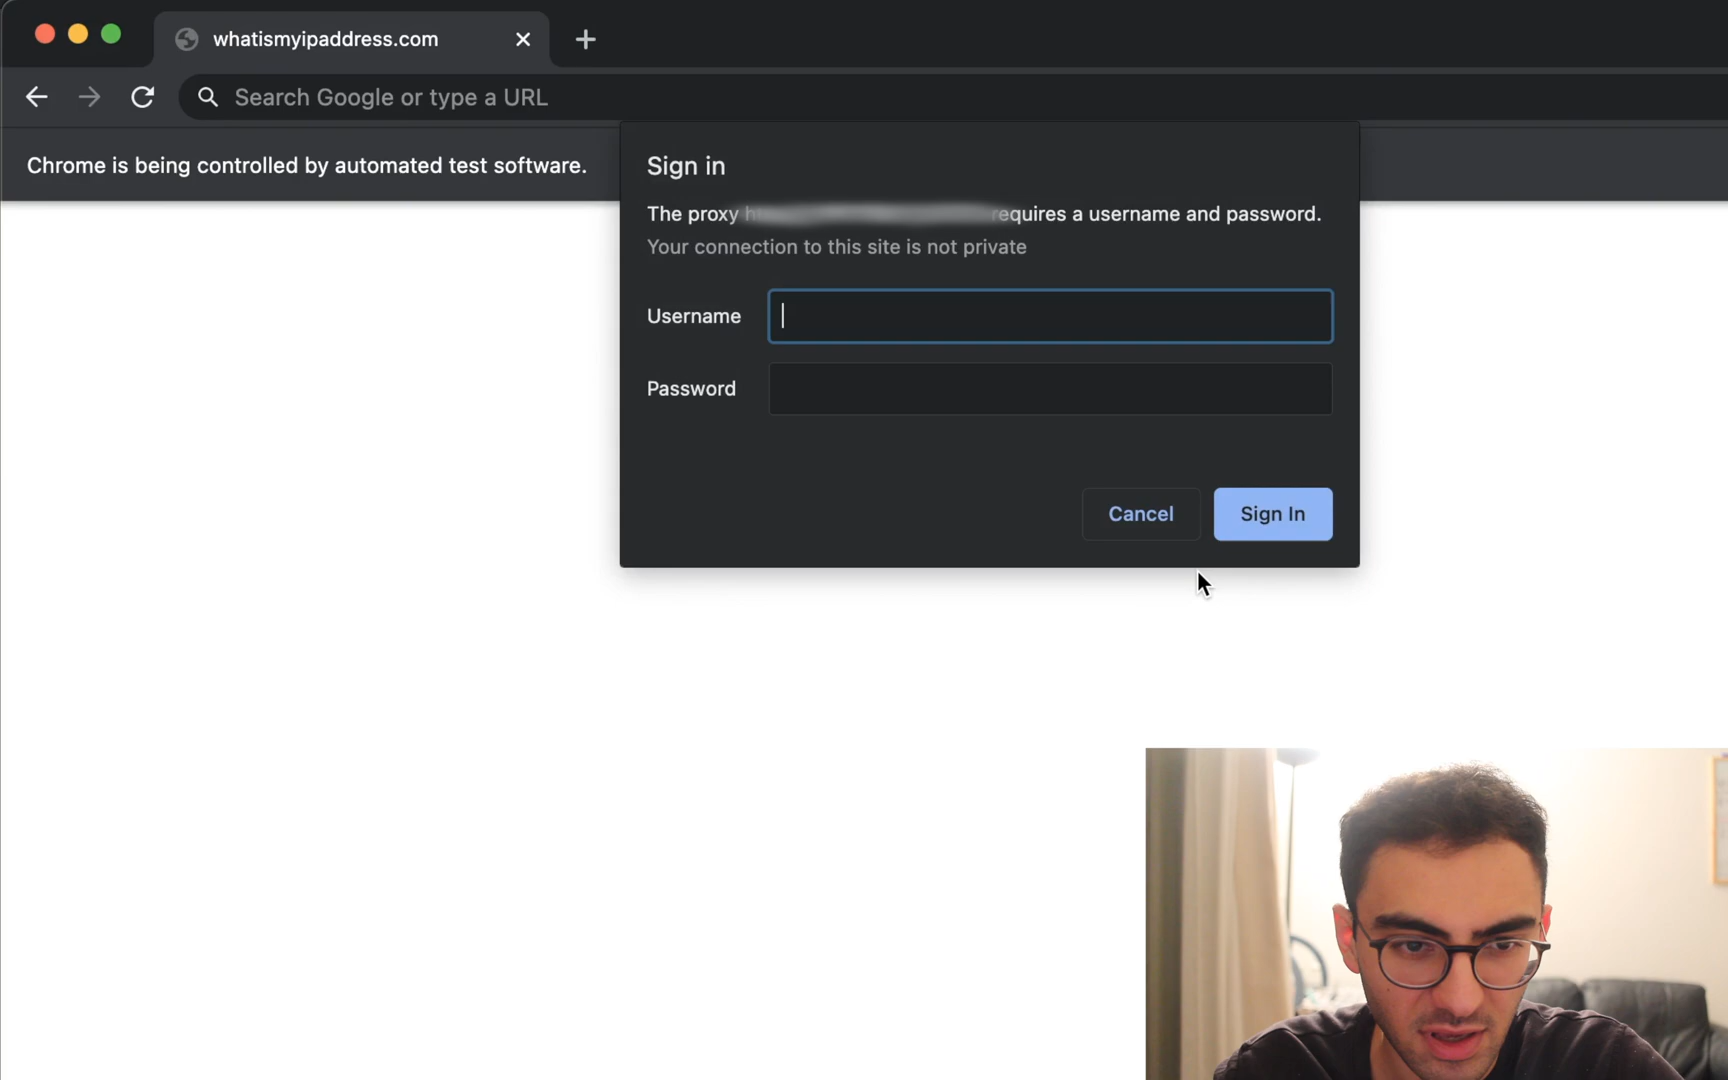 whatismyipaddress.com
Search Google or type a URL
Chrome is being controlled by automated test software.
Sign in
The proxy requires a username and password.
Your connection to this site is not private
Username
Password
Cancel
Sign In